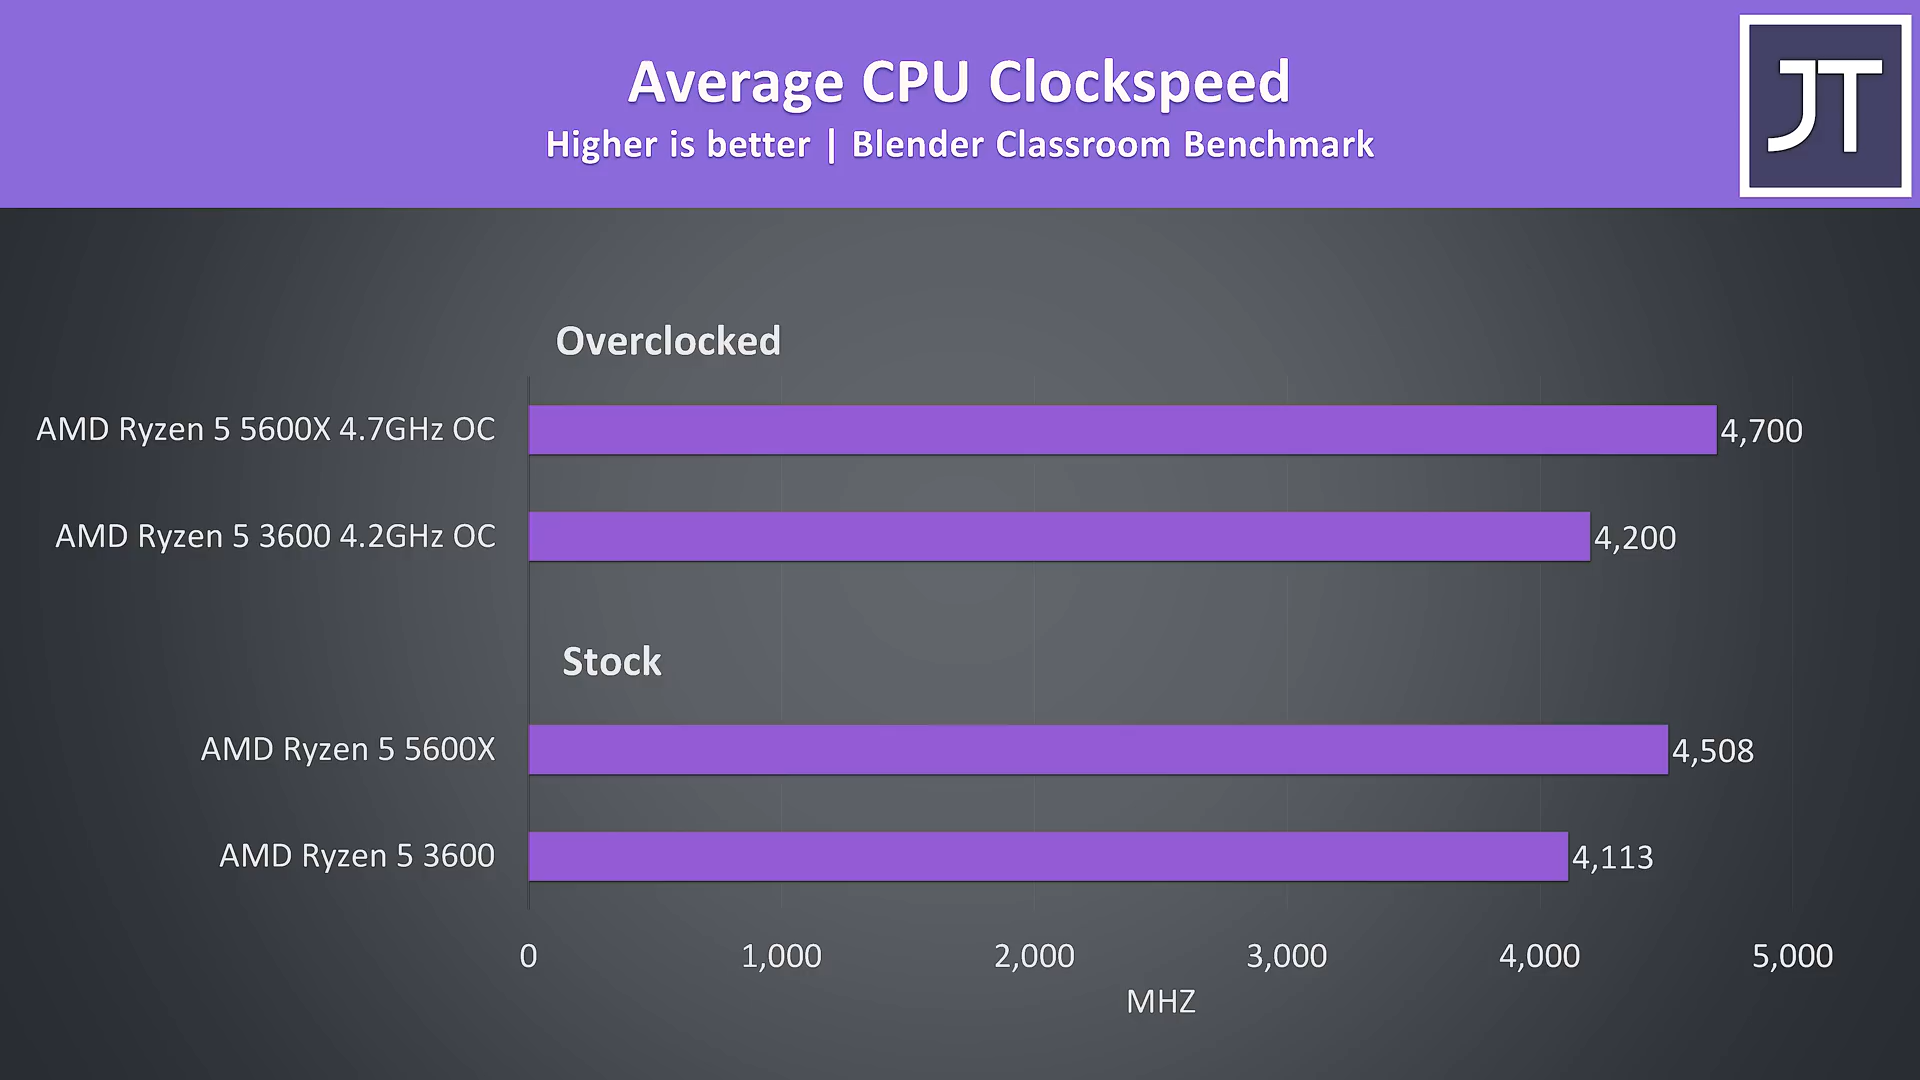 Average CPU Clockspeed
Higher is better | Blender Classroom Benchmark
JT
Overclocked
AMD Ryzen 5 5600X 4.7GHz OC 4,700
AMD Ryzen 5 3600 4.2GHz OC 4,200
Stock
AMD Ryzen 5 5600X 4,508
AMD Ryzen 5 3600 4,113
0 1,000 2,000 3,000 4,000 5,000
MHZ